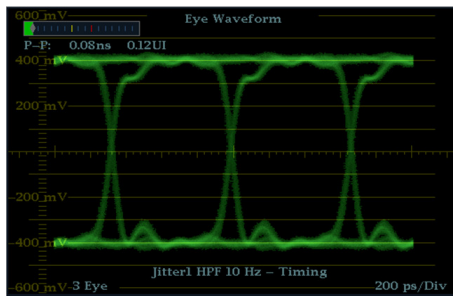 600 mV
Eye Waveform
P-P: 0.08ns 0.12UI
400 mV
200 mV
-200 mV
-400 mV
Jitter1 HPF 10 Hz – Timing
-600 mV
3 Eye
200 ps/Div